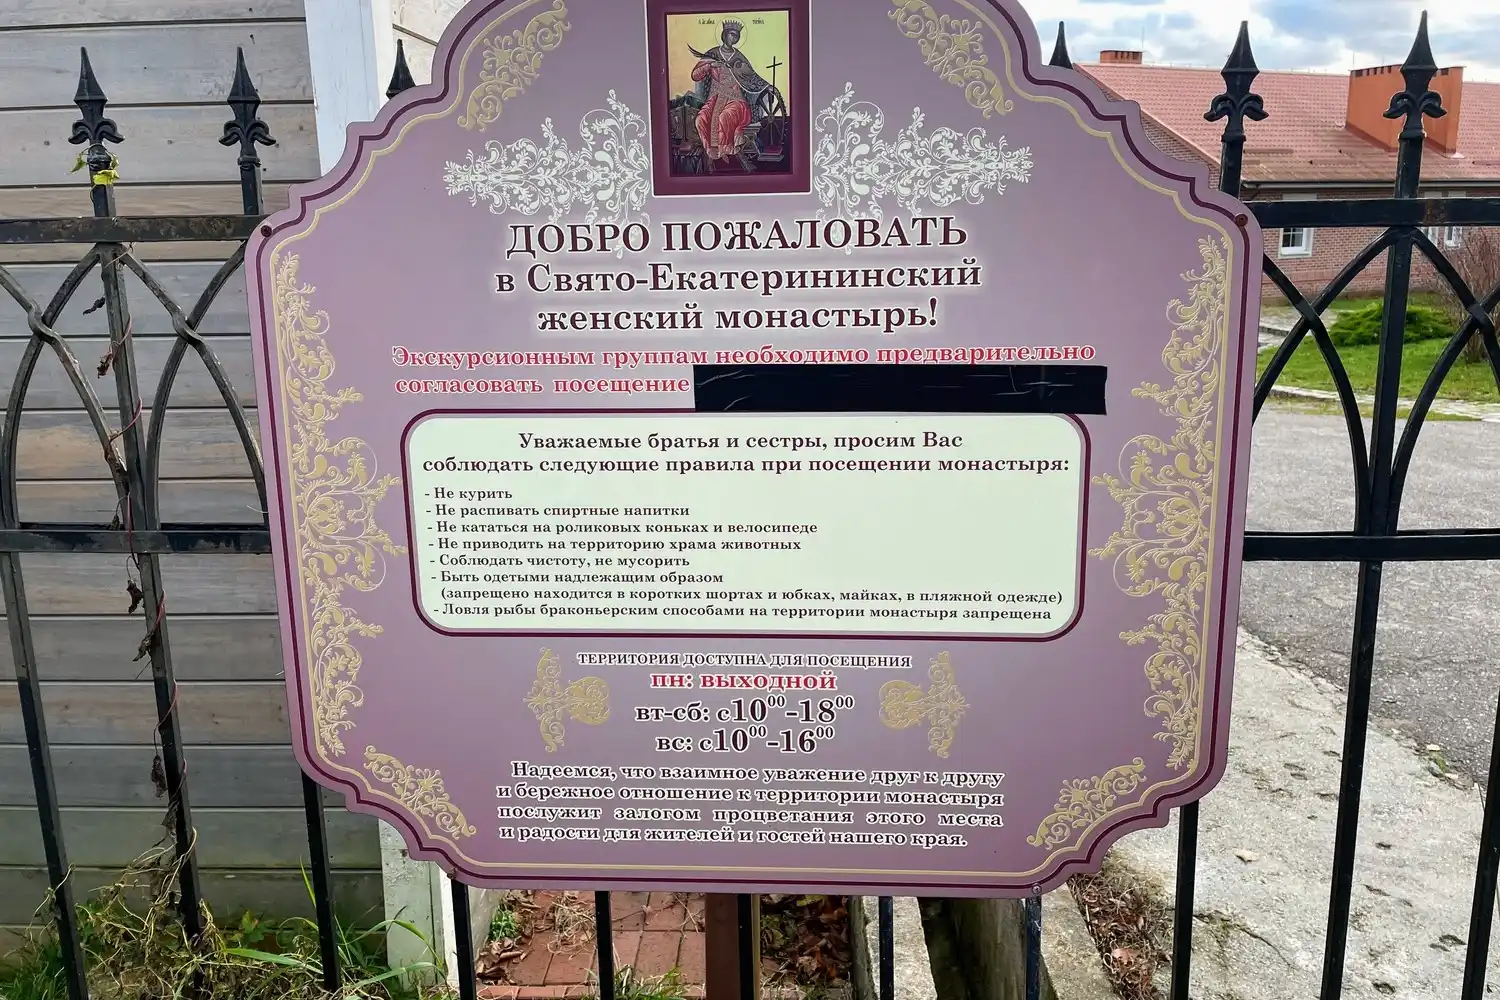 ДОБРО ПОЖАЛОВАТЬ
в Свято-Екатерининский
женский монастырь!
Экскурсионным группам необходимо предварительно
согласовать посещение
Уважаемые братья и сестры, просим Вас
соблюдать следующие правила при посещении монастыря:
- Не курить
- Не распивать спиртные напитки
- Не кататься на роликовых коньках и велосипеде
- Не приводить на территорию храма животных
- Соблюдать чистоту, не мусорить
- Быть одетыми надлежащим образом
(запрещено находится в коротких шортах и юбках, майках, в пляжной одежде)
- Ловля рыбы браконьерским способами на территории монастыря запрещена
ТЕРРИТОРИЯ ДОСТУПНА ДЛЯ ПОСЕЩЕНИЯ
пн: выходной
вт-сб: с 10⁰⁰-18⁰⁰
вс: с 10⁰⁰-16⁰⁰
Надеемся, что взаимное уважение друг к другу
и бережное отношение к территории монастыря
послужит залогом процветания этого места
и радости для жителей и гостей нашего края.